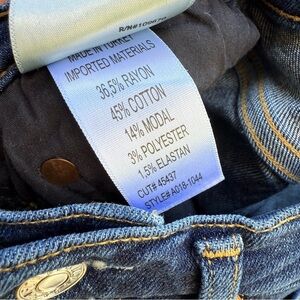 R/N#109670
MADE IN TURKEY
IMPORTED MATERIALS
36,5% RAYON
45% COTTON
14% MODAL
3% POLYESTER
1.5% ELASTAN
CUT# 45437
STYLE# A018-1044